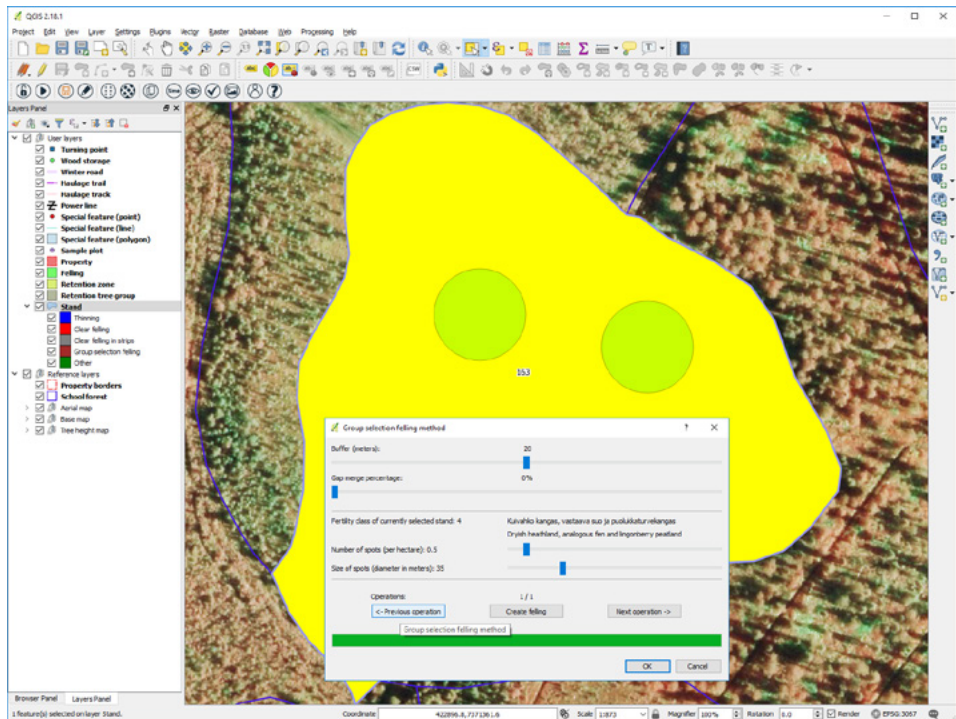 QGIS 2.18.1
Project Edit View Layer Settings Plugins Vector Raster Database Web Processing Help
CSW
Layers Panel
User layers
Turning point
Wood storage
Winter road
Haulage trail
Haulage track
Power line
Special feature (point)
Special feature (line)
Special feature (polygon)
Sample plot
Property
Felling
Retention zone
Retention tree group
Stand
Thinning
Clear felling
Clear felling in strips
Group selection felling
Other
Reference layers
Property borders
School forest
Aerial map
Base map
Tree height map
163
Group selection felling method
Buffer (meters): 20
Gap merge percentage: 0%
Fertility class of currently selected stand: 4 Kuivahko kangas, vastaava suo ja puolukkaturvekangas
Dryish heathland, analogous fen and lingonberry peatland
Number of spots (per hectare): 0.5
Size of spots (diameter in meters): 35
Operations: 1 / 1
<- Previous operation Create felling Next operation ->
Group selection felling method
OK Cancel
Browser Panel Layers Panel
1 feature(s) selected on layer Stand. Coordinate Scale 1:873 Magnifier 100% Rotation 0.0 Render EPSG:3067